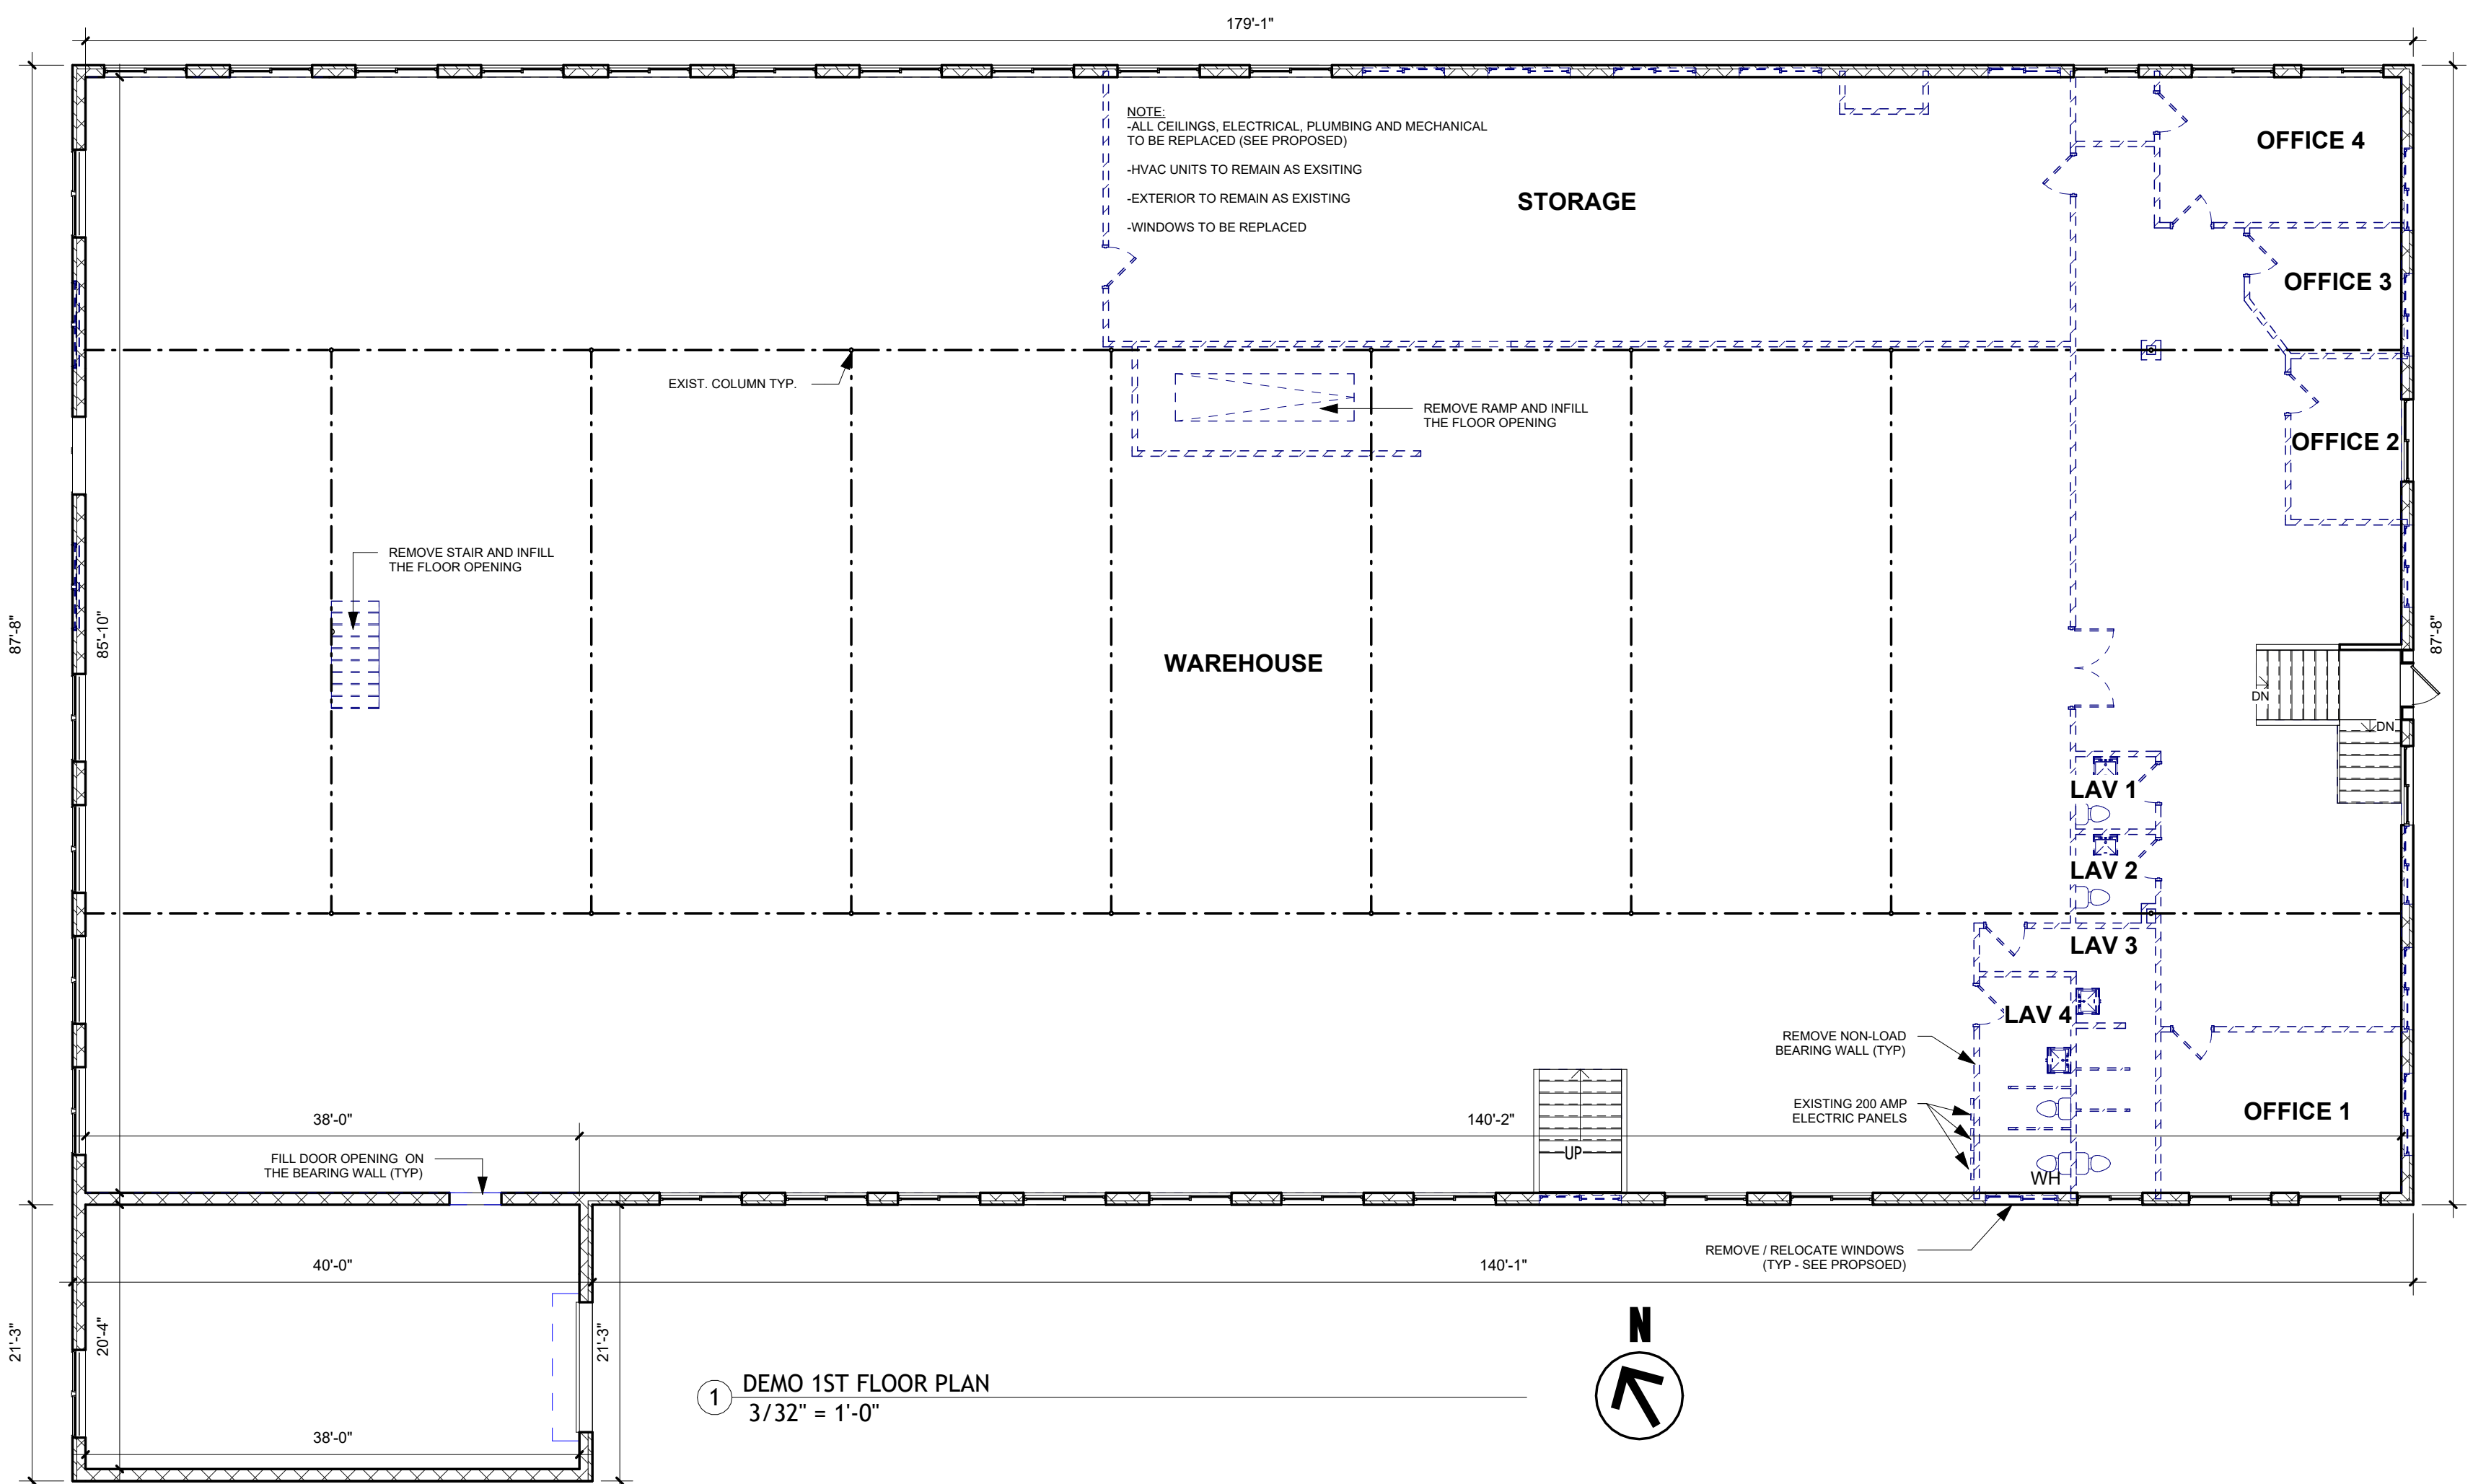 179'-1"
NOTE:
-ALL CEILINGS, ELECTRICAL, PLUMBING AND MECHANICAL
TO BE REPLACED (SEE PROPOSED)
-HVAC UNITS TO REMAIN AS EXSITING
-EXTERIOR TO REMAIN AS EXISTING
-WINDOWS TO BE REPLACED
STORAGE
OFFICE 4
OFFICE 3
EXIST. COLUMN TYP.
REMOVE RAMP AND INFILL
THE FLOOR OPENING
OFFICE 2
REMOVE STAIR AND INFILL
THE FLOOR OPENING
87'-8"
85'-10"
WAREHOUSE
87'-8"
DN
DN
LAV 1
LAV 2
LAV 3
LAV 4
REMOVE NON-LOAD
BEARING WALL (TYP)
EXISTING 200 AMP
ELECTRIC PANELS
OFFICE 1
38'-0"
140'-2"
UP
FILL DOOR OPENING ON
THE BEARING WALL (TYP)
WH
REMOVE / RELOCATE WINDOWS
(TYP - SEE PROPSOED)
40'-0"
140'-1"
21'-3"
20'-4"
21'-3"
N
1
DEMO 1ST FLOOR PLAN
3/32" = 1'-0"
38'-0"